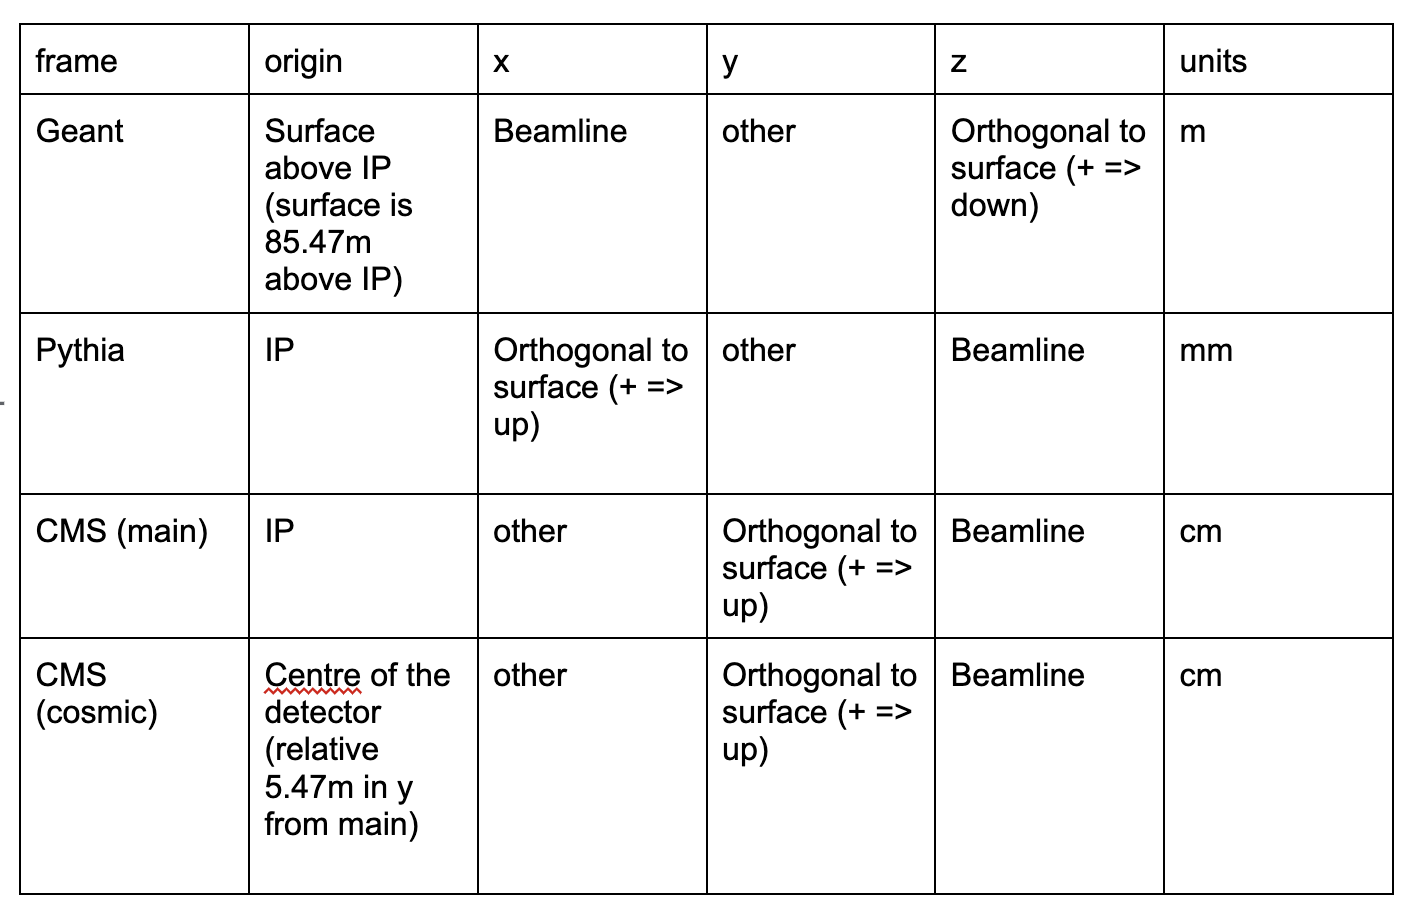 frame origin x y z units
Geant Surface above IP (surface is 85.47m above IP) Beamline other Orthogonal to surface (+ => down) m
Pythia IP Orthogonal to surface (+ => up) other Beamline mm
CMS (main) IP other Orthogonal to surface (+ => up) Beamline cm
CMS (cosmic) Centre of the detector (relative 5.47m in y from main) other Orthogonal to surface (+ => up) Beamline cm